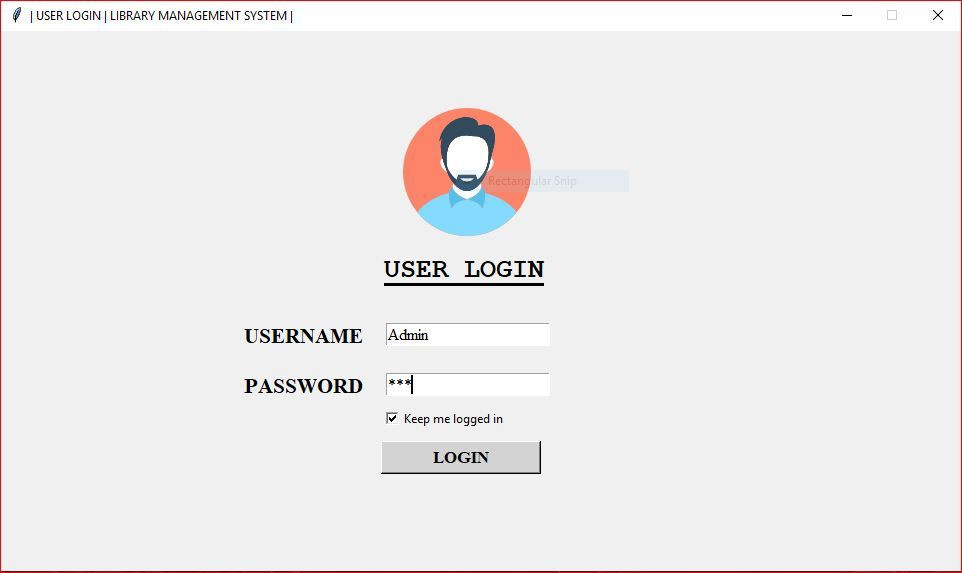 | USER LOGIN | LIBRARY MANAGEMENT SYSTEM |
Rectangular Snip
USER LOGIN
USERNAME Admin
PASSWORD ***
Keep me logged in
LOGIN